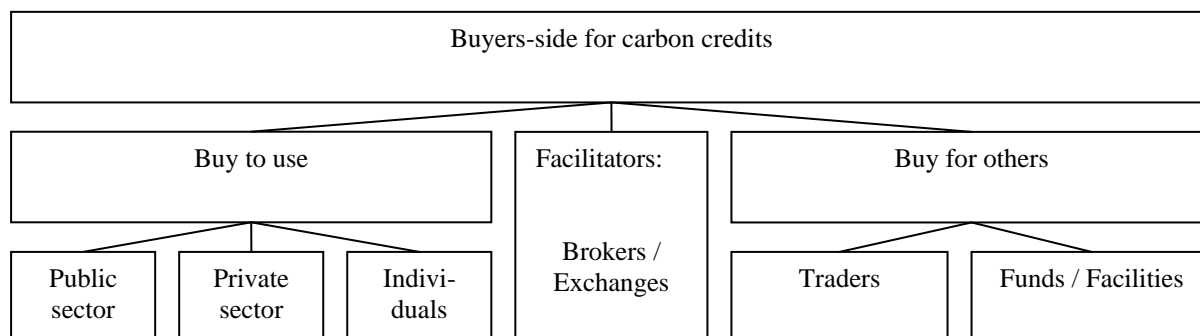 Buyers-side for carbon credits
Buy to use
Facilitators:
Brokers /
Exchanges
Buy for others
Public
sector
Private
sector
Indivi-
duals
Traders
Funds / Facilities